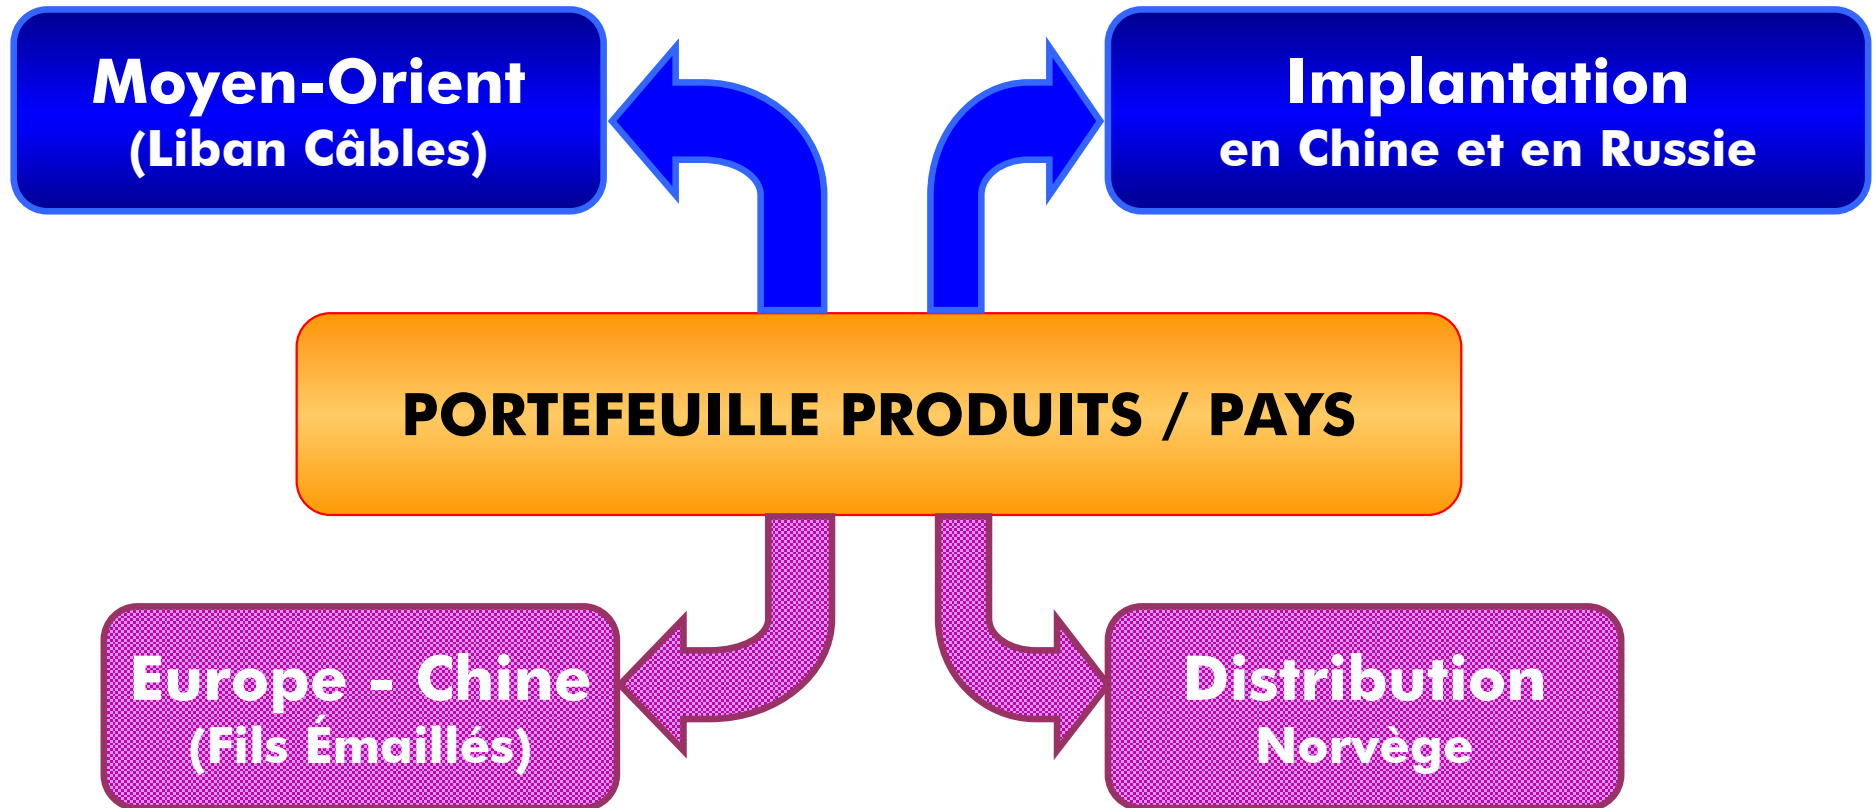 Moyen-Orient
(Liban Câbles)
Implantation
en Chine et en Russie
PORTEFEUILLE PRODUITS / PAYS
Europe - Chine
(Fils Émaillés)
Distribution
Norvège